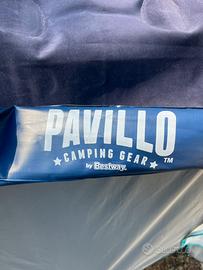 PAVILLO
CAMPING GEAR
TM
by Bestway.